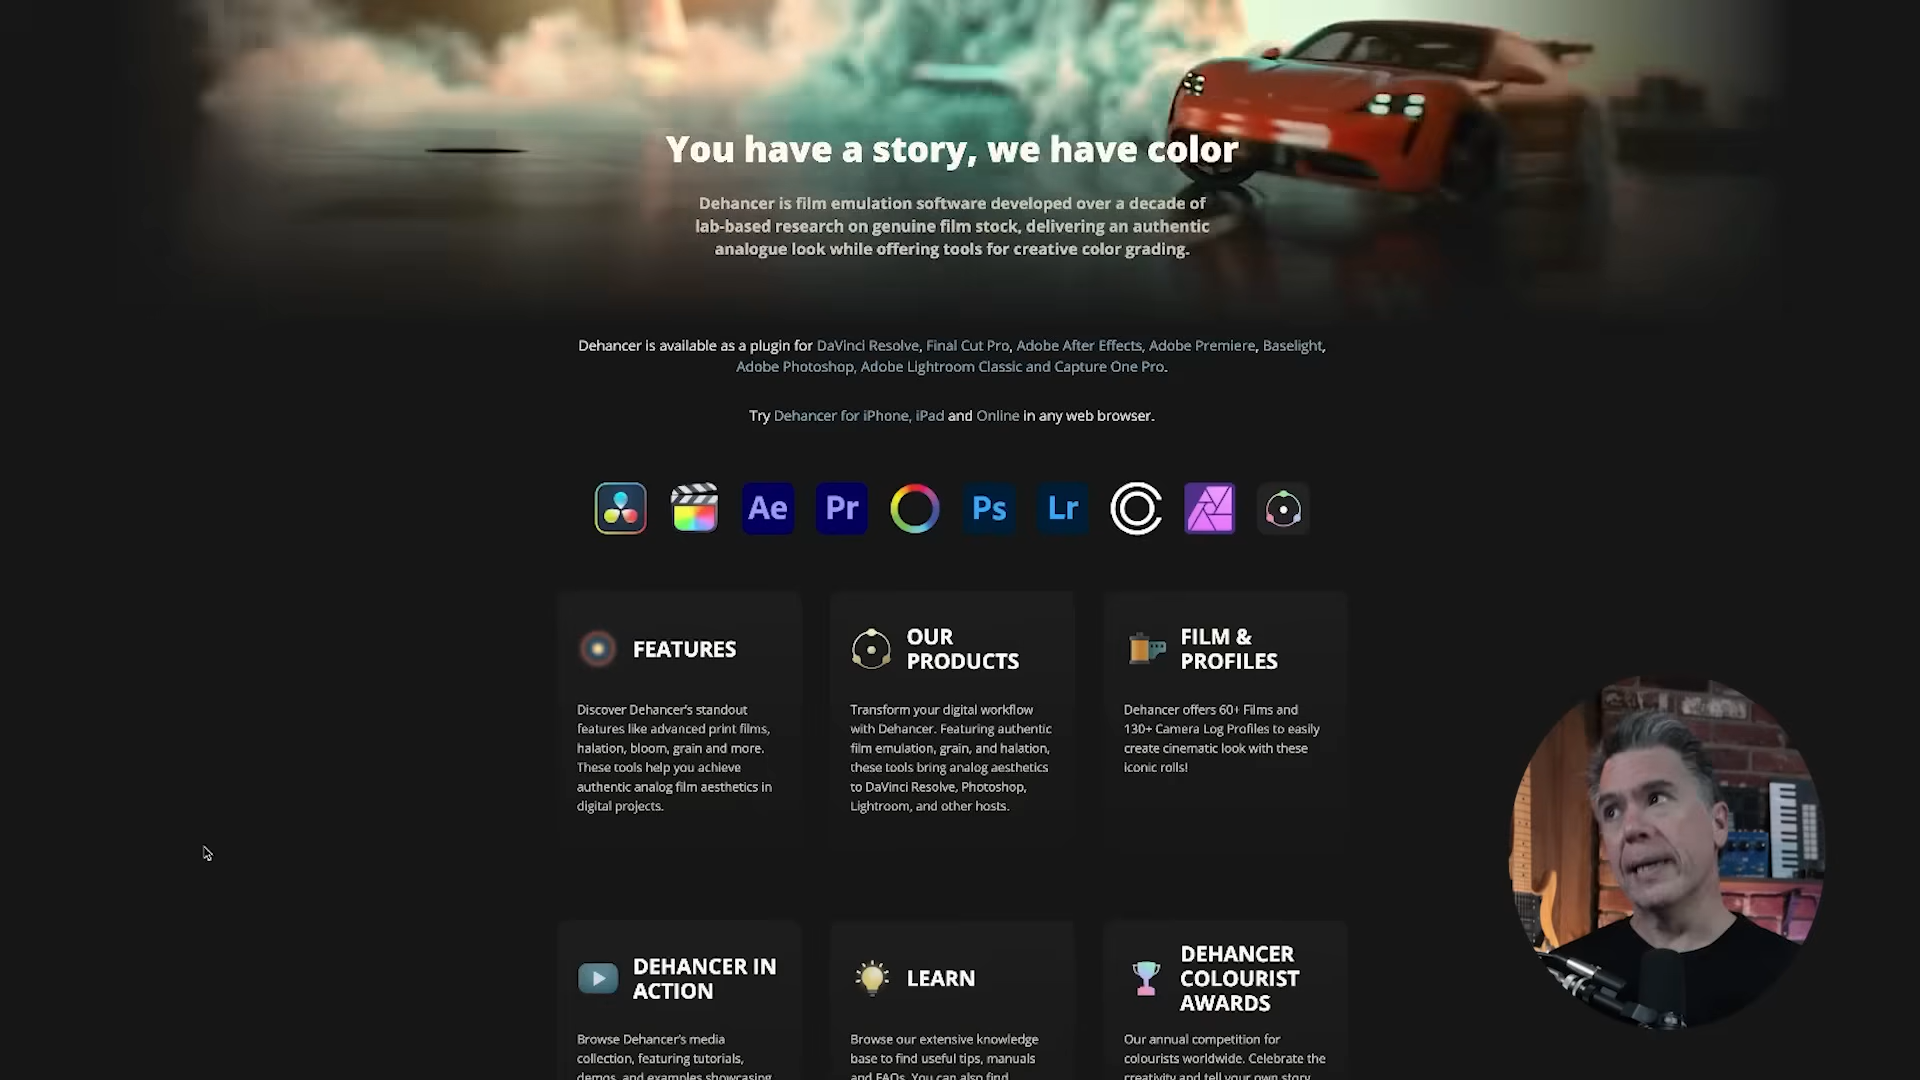 You have a story, we have color
Dehancer is film emulation software developed over a decade of
lab-based research on genuine film stock, delivering an authentic
analogue look while offering tools for creative color grading.
Dehancer is available as a plugin for DaVinci Resolve, Final Cut Pro, Adobe After Effects, Adobe Premiere, Baselight,
Adobe Photoshop, Adobe Lightroom Classic and Capture One Pro.
Try Dehancer for iPhone, iPad and Online in any web browser.
Ae Pr Ps Lr
FEATURES
Discover Dehancer's standout
features like advanced print films,
halation, bloom, grain and more.
These tools help you achieve
authentic analog film aesthetics in
digital projects.
OUR
PRODUCTS
Transform your digital workflow
with Dehancer. Featuring authentic
film emulation, grain, and halation,
these tools bring analog aesthetics
to DaVinci Resolve, Photoshop,
Lightroom, and other hosts.
FILM &
PROFILES
Dehancer offers 60+ Films and
130+ Camera Log Profiles to easily
create cinematic look with these
iconic rolls!
DEHANCER IN
ACTION
Browse Dehancer's media
collection, featuring tutorials,
demos, and examples showcasing
LEARN
Browse our extensive knowledge
base to find useful tips, manuals
and FAQs. You can also find
DEHANCER
COLOURIST
AWARDS
Our annual competition for
colourists worldwide. Celebrate the
creativity and tell your own story